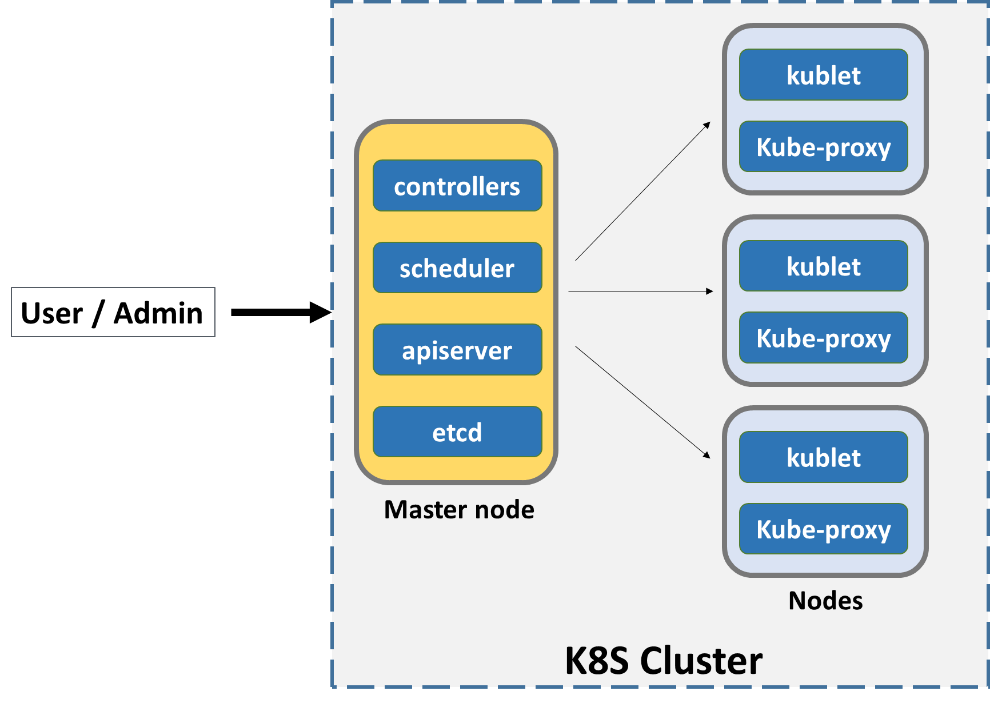 User / Admin
controllers
scheduler
apiserver
etcd
Master node
kublet
Kube-proxy
kublet
Kube-proxy
kublet
Kube-proxy
Nodes
K8S Cluster